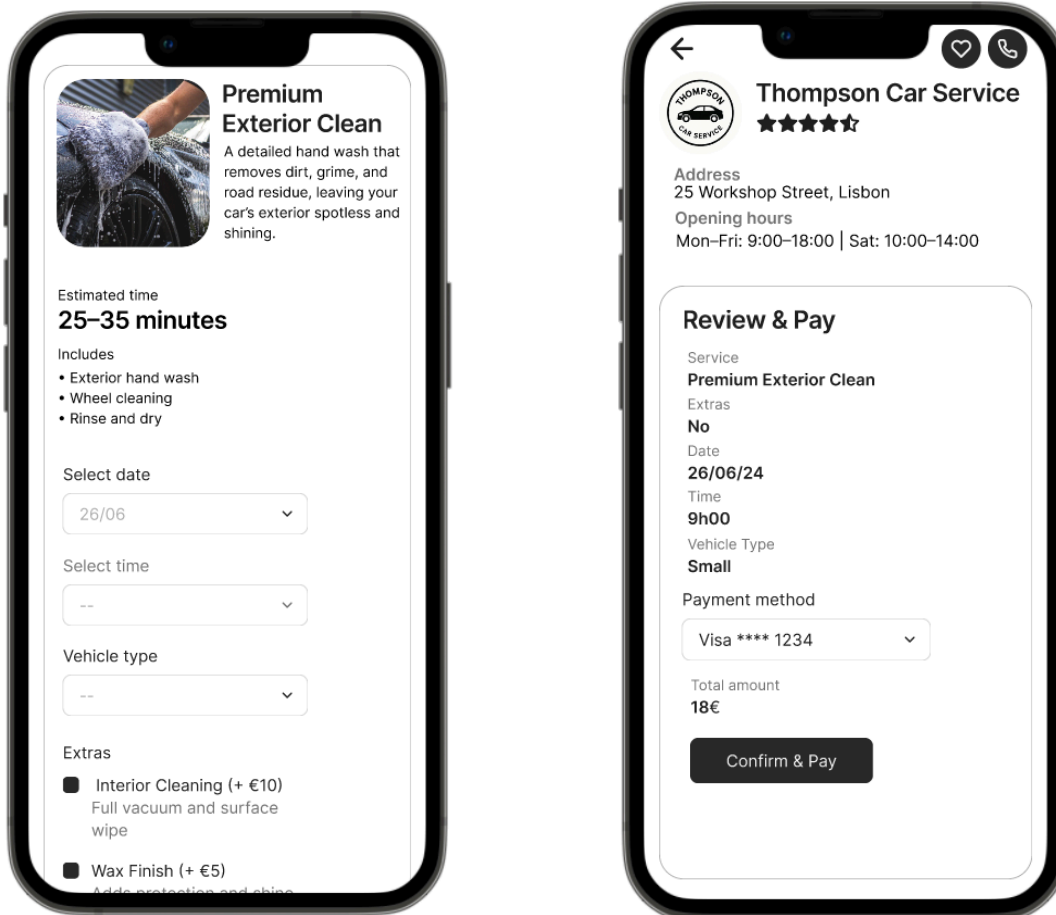 Premium
Exterior Clean
A detailed hand wash that
removes dirt, grime, and
road residue, leaving your
car’s exterior spotless and
shining.
Estimated time
25–35 minutes
Includes
• Exterior hand wash
• Wheel cleaning
• Rinse and dry
Select date
26/06
Select time
--
Vehicle type
--
Extras
Interior Cleaning (+ €10)
Full vacuum and surface
wipe
Wax Finish (+ €5)
Adds protection and shine
THOMPSON
CAR SERVICE
Thompson Car Service
Address
25 Workshop Street, Lisbon
Opening hours
Mon–Fri: 9:00–18:00 | Sat: 10:00–14:00
Review & Pay
Service
Premium Exterior Clean
Extras
No
Date
26/06/24
Time
9h00
Vehicle Type
Small
Payment method
Visa **** 1234
Total amount
18€
Confirm & Pay